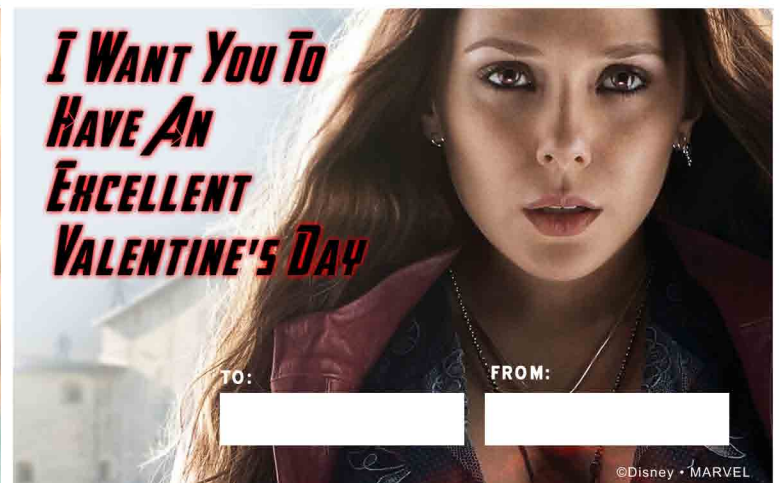 I WANT YOU TO
HAVE AN
EXCELLENT
VALENTINE'S DAY
TO:
FROM:
©Disney • MARVEL